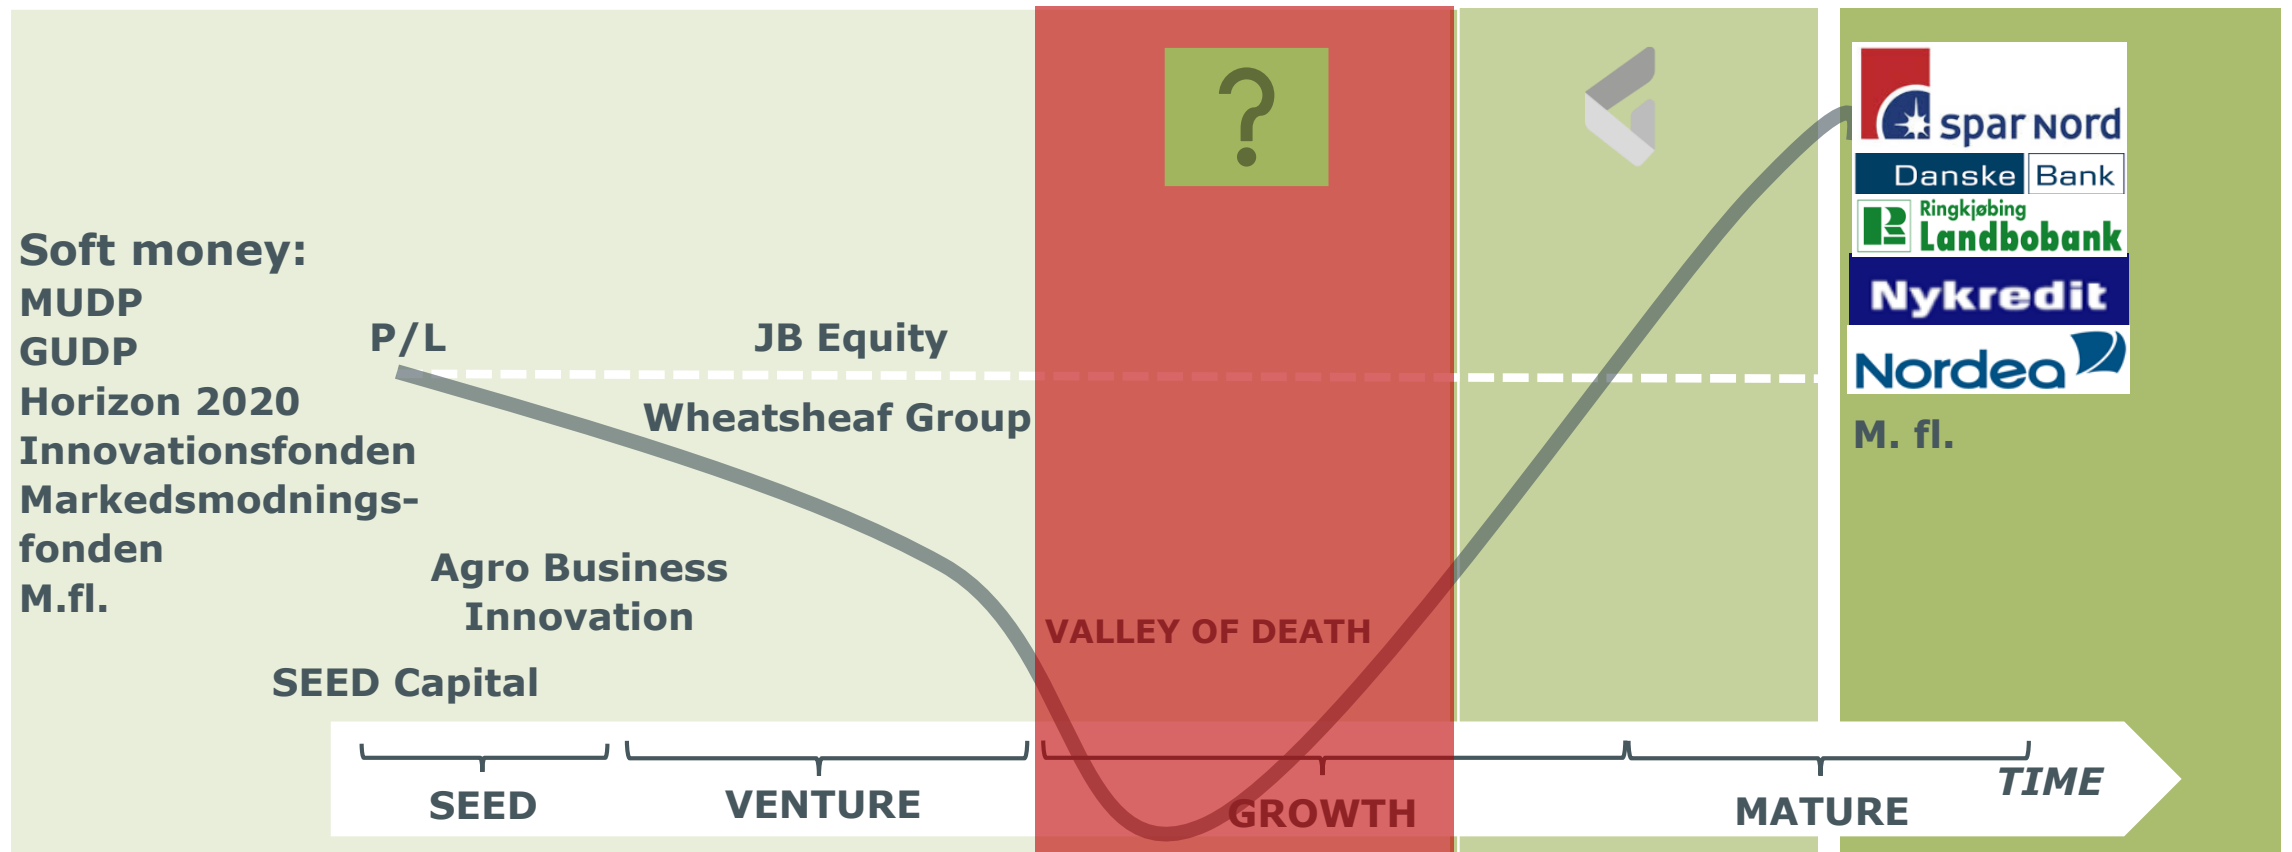 Soft money:
MUDP
GUDP
Horizon 2020
Innovationsfonden
Markedsmodnings-
fonden
M.fl.
P/L
JB Equity
Wheatsheaf Group
Agro Business
Innovation
SEED Capital
?
VALLEY OF DEATH
spar Nord
Danske Bank
Ringkjøbing
Landbobank
Nykredit
Nordea
M. fl.
SEED
VENTURE
GROWTH
MATURE
TIME